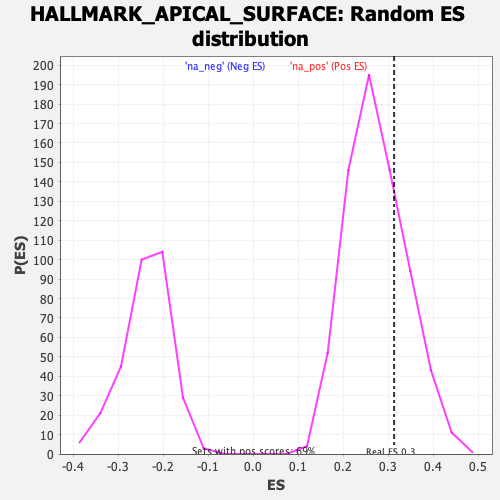 HALLMARK_APICAL_SURFACE: Random ES
distribution
'na_neg' (Neg ES) 'na_pos' (Pos ES)
200
190
180
170
160
150
140
130
120
110
100
90
80
70
60
50
40
30
20
10
0
P(ES)
Sets with pos scores: 69%
Real ES 0.3
-0.4 -0.3 -0.2 -0.1 0.0 0.1 0.2 0.3 0.4 0.5
ES